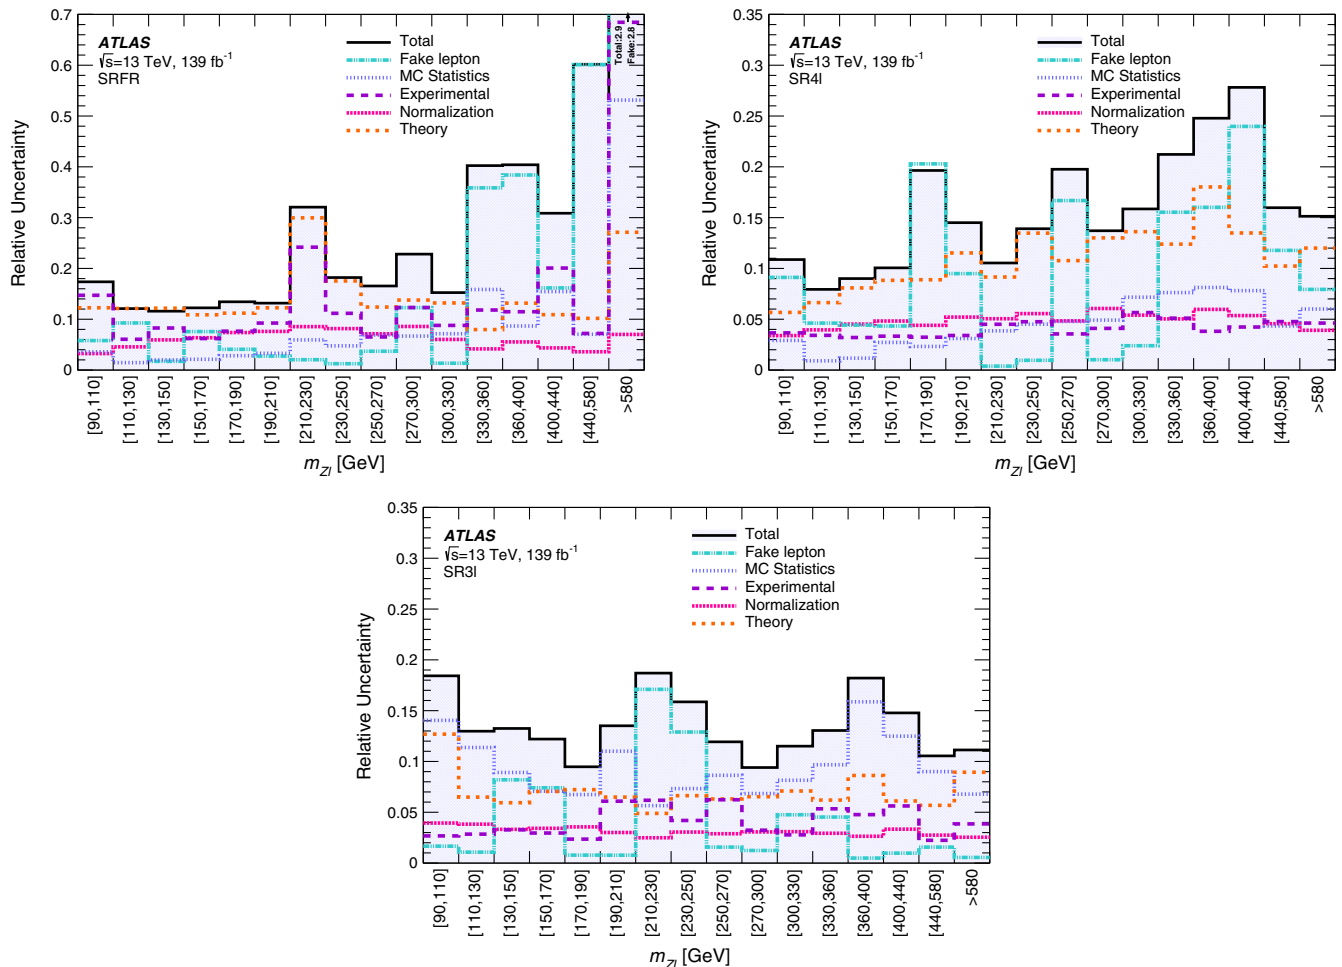 0.7
0.6
0.5
0.4
0.3
0.2
0.1
0
Relative Uncertainty
ATLAS
√s=13 TeV, 139 fb⁻¹
SRFR
Total
Fake lepton
MC Statistics
Experimental
Normalization
Theory
Total:2.9
Fake:2.8
[90,110]
[110,130]
[130,150]
[150,170]
[170,190]
[190,210]
[210,230]
[230,250]
[250,270]
[270,300]
[300,330]
[330,360]
[360,400]
[400,440]
[440,580]
>580
m_Zl [GeV]
0.35
0.3
0.25
0.2
0.15
0.1
0.05
0
Relative Uncertainty
ATLAS
√s=13 TeV, 139 fb⁻¹
SR4l
Total
Fake lepton
MC Statistics
Experimental
Normalization
Theory
[90,110]
[110,130]
[130,150]
[150,170]
[170,190]
[190,210]
[210,230]
[230,250]
[250,270]
[270,300]
[300,330]
[330,360]
[360,400]
[400,440]
[440,580]
>580
m_Zl [GeV]
0.35
0.3
0.25
0.2
0.15
0.1
0.05
0
Relative Uncertainty
ATLAS
√s=13 TeV, 139 fb⁻¹
SR3l
Total
Fake lepton
MC Statistics
Experimental
Normalization
Theory
[90,110]
[110,130]
[130,150]
[150,170]
[170,190]
[190,210]
[210,230]
[230,250]
[250,270]
[270,300]
[300,330]
[330,360]
[360,400]
[400,440]
[440,580]
>580
m_Zl [GeV]